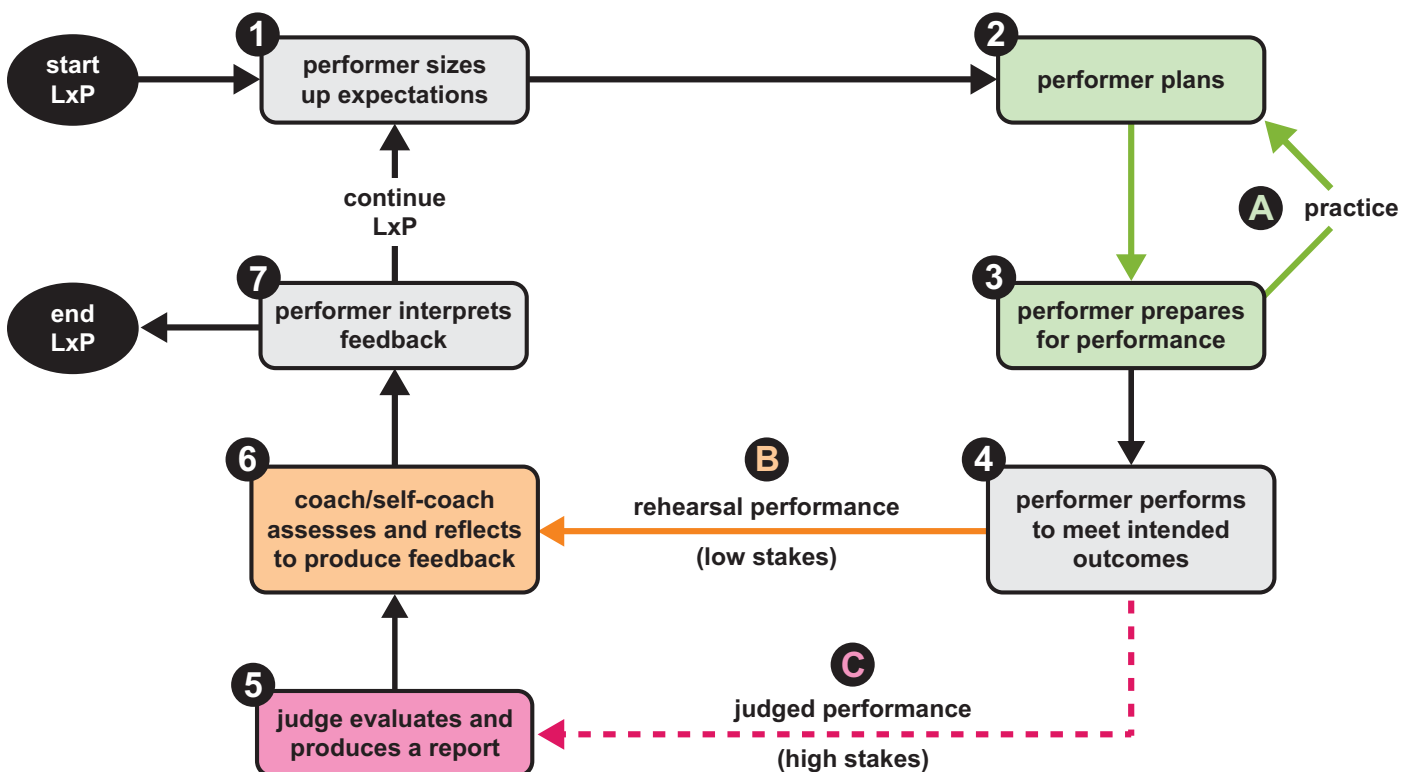 start
LxP
1
performer sizes
up expectations
2
performer plans
A
practice
continue
LxP
7
performer interprets
feedback
end
LxP
3
performer prepares
for performance
6
coach/self-coach
assesses and reflects
to produce feedback
B
rehearsal performance
(low stakes)
4
performer performs
to meet intended
outcomes
5
judge evaluates and
produces a report
C
judged performance
(high stakes)